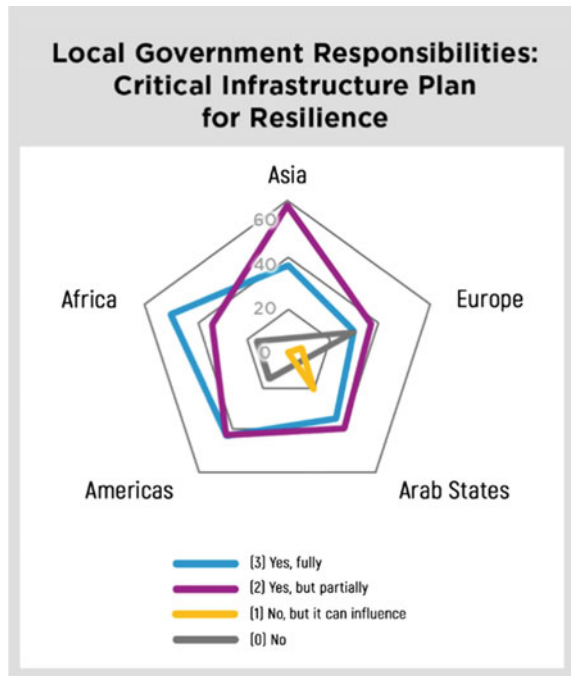 Local Government Responsibilities:
Critical Infrastructure Plan
for Resilience
Asia
60
40
Africa
Europe
20
0
Americas
Arab States
(3) Yes, fully
(2) Yes, but partially
(1) No, but it can influence
(0) No